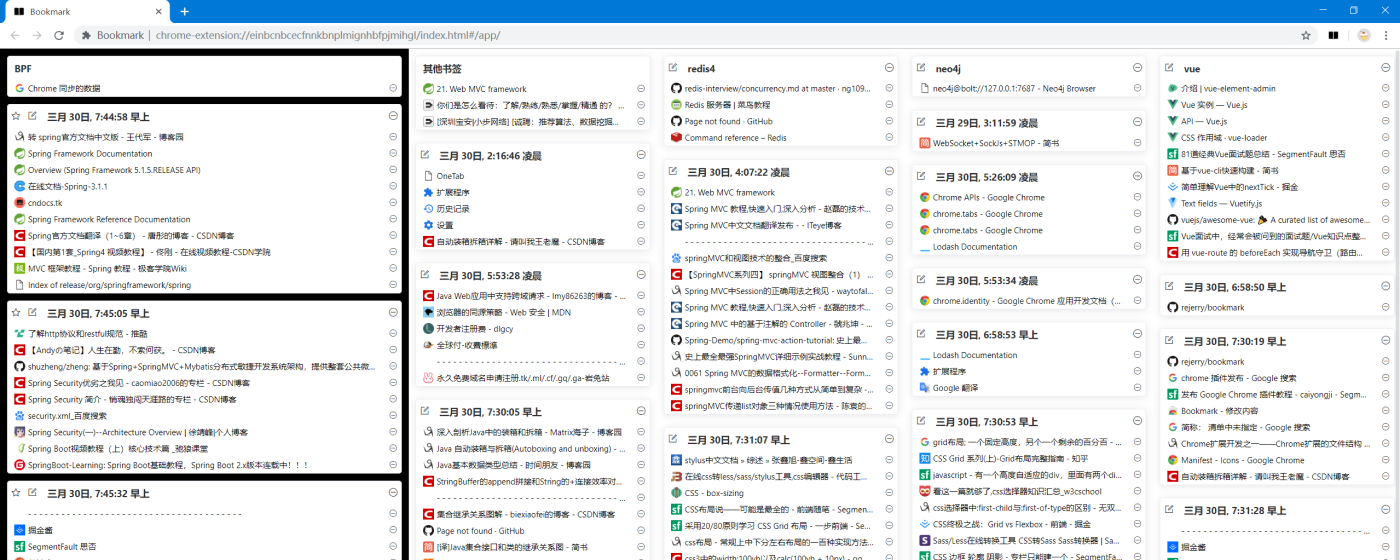 Bookmark
Bookmark | chrome-extension://einbcnbcecfnnkbnplmignhbfpjmihgl/index.html#/app/
BPF
Chrome 同步的数据
三月 30日, 7:44:58 早上
转 spring官方文档中文版 - 王代军 - 博客园
Spring Framework Documentation
Overview (Spring Framework 5.1.5.RELEASE API)
在线文档-Spring-3.1.1
cndocs.tk
Spring Framework Reference Documentation
Spring官方文档翻译（1~6章） - 唐彤的博客 - CSDN博客
【国内第1套_Spring4 视频教程】 - 佟刚 - 在线视频教程-CSDN学院
MVC 框架教程 - Spring 教程 - 极客学院Wiki
Index of release/org/springframework/spring
三月 30日, 7:45:05 早上
了解http协议和restful规范 - 推酷
【Andyの笔记】人生在勤，不索何获。 - CSDN博客
shuzheng/zheng: 基于Spring+SpringMVC+Mybatis分布式敏捷开发系统架构，提供整套公共微...
Spring Security优劣之我见 - caomiao2006的专栏 - CSDN博客
Spring Security 简介 - 悄魂独闯天涯路的专栏 - CSDN博客
security.xml_百度搜索
Spring Security(一)--Architecture Overview | 徐靖峰|个人博客
Spring Boot视频教程（上）核心技术篇 _驰狼课堂
SpringBoot-Learning: Spring Boot基础教程，Spring Boot 2.x版本连载中！！！
三月 30日, 7:45:32 早上
掘金酱
SegmentFault 思否
其他书签
21. Web MVC framework
你们是怎么看待：了解/熟练/熟悉/掌握/精通 的？ ...
[深圳宝安|小步网络] [诚聘：推荐算法、数据挖掘...
三月 30日, 2:16:46 凌晨
OneTab
扩展程序
历史记录
设置
自动装箱拆箱详解 - 请叫我王老魔 - CSDN博客
三月 30日, 5:53:28 凌晨
Java Web应用中支持跨域请求 - lmy86263的博客 - ...
浏览器的同源策略 - Web 安全 | MDN
开发者注册费 - dlgcy
全球付-收費標準
永久免费域名申请注册.tk/.ml/.cf/.gq/.ga-岩兔站
三月 30日, 7:30:05 早上
深入剖析Java中的装箱和拆箱 - Matrix海子 - 博客园
Java 自动装箱与拆箱(Autoboxing and unboxing) - ...
Java基本数据类型总结 - 时间朋友 - 博客园
StringBuffer的append拼接和String的+连接效率对...
集合继承关系图解 - biexiaofei的博客 - CSDN博客
Page not found · GitHub
[译]Java集合接口和类的继承关系图 - 简书
redis4
redis-interview/concurrency.md at master · ng109...
Redis 服务器 | 菜鸟教程
Page not found · GitHub
Command reference – Redis
三月 30日, 4:07:22 凌晨
21. Web MVC framework
Spring MVC 教程,快速入门,深入分析 - 赵磊的技术...
Spring MVC中文文档翻译发布 - - ITeye博客
springMVC和视图技术的整合_百度搜索
【SpringMVC系列四】 springMVC 视图整合（1） ...
Spring MVC中Session的正确用法之我见 - waytofal...
Spring MVC 教程,快速入门,深入分析 - 赵磊的技术...
Spring MVC 中的基于注解的 Controller - 魏兆坤 - ...
Spring-Demo/spring-mvc-action-tutorial: 史上最...
史上最全最强SpringMVC详细示例实战教程 - Sunn...
0061 Spring MVC的数据格式化--Formatter--Form...
springmvc前台向后台传值几种方式从简单到复杂 - ...
springMVC传递list对象三种情况使用方法 - 陈衰的...
三月 30日, 7:31:07 早上
stylus中文文档 » 综述 » 张鑫旭-鑫空间-鑫生活
在线css转less/sass/stylus工具,css编辑器 - 代码工...
CSS - box-sizing
CSS布局说——可能是最全的 - 前端随笔 - Segme...
采用20/80原则学习 CSS Grid 布局 - 一步前端 - Se...
css布局 - 常规上中下分左右布局的一百种实现方法...
css3中的width:100vh以及calc(100vh + 10px) - qq...
neo4j
neo4j@bolt://127.0.0.1:7687 - Neo4j Browser
三月 29日, 3:11:59 凌晨
WebSocket+SockJs+STMOP - 简书
三月 30日, 5:26:09 凌晨
Chrome APIs - Google Chrome
chrome.tabs - Google Chrome
chrome.tabs - Google Chrome
Lodash Documentation
三月 30日, 5:53:34 凌晨
chrome.identity - Google Chrome 应用开发文档（...
三月 30日, 6:58:53 早上
Lodash Documentation
扩展程序
Google 翻译
三月 30日, 7:30:53 早上
grid布局: 一个固定高度，另个一个剩余的百分百 - ...
CSS Grid 系列(上)-Grid布局完整指南 - 知乎
javascript - 有一个高度自适的div，里面有两个di...
看这一篇就够了,css选择器知识汇总_w3cschool
css选择器中:first-child与:first-of-type的区别 - 无双...
CSS终极之战：Grid vs Flexbox - 前端 - 掘金
Sass/Less在线转换工具 CSS转Sass Sass转换器 | Sa...
CSS 边框 轮廓 阴影 - 专栏只能建一个 - SegmentFa...
vue
介绍 | vue-element-admin
Vue 实例 — Vue.js
API — Vue.js
CSS 作用域 · vue-loader
81道经典Vue面试题总结 - SegmentFault 思否
基于vue-cli快速构建 - 简书
简单理解Vue中的nextTick - 掘金
Text fields — Vuetify.js
vuejs/awesome-vue: 🎉 A curated list of awesome...
Vue面试中，经常会被问到的面试题/Vue知识点整...
用 vue-route 的 beforeEach 实现导航守卫（路由...
三月 30日, 6:58:50 早上
rejerry/bookmark
三月 30日, 7:30:19 早上
rejerry/bookmark
chrome 插件发布 - Google 搜索
发布 Google Chrome 插件教程 - caiyongji - Segm...
Bookmark - 修改内容
简称： 清单中未指定 - Google 搜索
Chrome扩展开发之一——Chrome扩展的文件结构 ...
Manifest - Icons - Google Chrome
自动装箱拆箱详解 - 请叫我王老魔 - CSDN博客
三月 30日, 7:31:28 早上
掘金酱